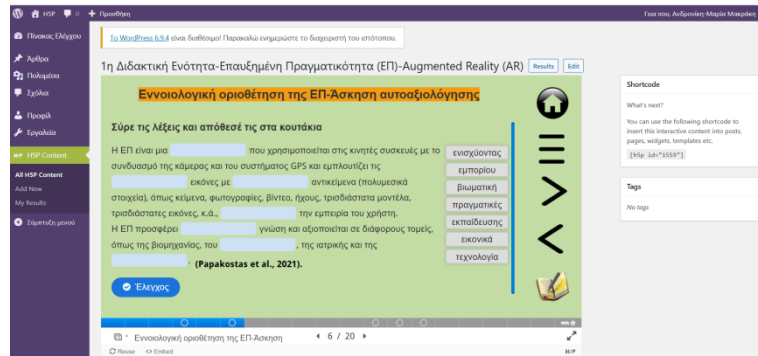 H5P 0 + Προσθήκη
Γεια σου, Ανδρονίκη-Μαρία Μακράκη
Πίνακας Ελέγχου
Άρθρα
Πολυμέσα
Σχόλια
Προφίλ
Εργαλεία
H5P Content
All H5P Content
Add New
My Results
Σύμπτυξη μενού
Το WordPress 6.9.4 είναι διαθέσιμο! Παρακαλώ ενημερώστε το διαχειριστή του ιστότοπου.
1η Διδακτική Ενότητα-Επαυξημένη Πραγματικότητα (ΕΠ)-Augmented Reality (AR) Results Edit
Εννοιολογική οριοθέτηση της ΕΠ-Άσκηση αυτοαξιολόγησης
Σύρε τις λέξεις και απόθεσέ τις στα κουτάκια
Η ΕΠ είναι μια που χρησιμοποιείται στις κινητές συσκευές με το
συνδυασμό της κάμερας και του συστήματος GPS και εμπλουτίζει τις
εικόνες με αντικείμενα (πολυμεσικά
στοιχεία), όπως κείμενα, φωτογραφίες, βίντεο, ήχους, τρισδιάστατα μοντέλα,
τρισδιάστατες εικόνες, κ.ά., την εμπειρία του χρήστη.
Η ΕΠ προσφέρει γνώση και αξιοποιείται σε διάφορους τομείς,
όπως της βιομηχανίας, του , της ιατρικής και της
. (Papakostas et al., 2021).
ενισχύοντας
εμπορίου
βιωματική
πραγματικές
εκπαίδευσης
εικονικά
τεχνολογία
Έλεγχος
Εννοιολογική οριοθέτηση της ΕΠ-Άσκηση
6 / 20
Reuse <> Embed
H5P
Shortcode
What's next?
You can use the following shortcode to
insert this interactive content into posts,
pages, widgets, templates etc.
[h5p id="1559"]
Tags
No tags